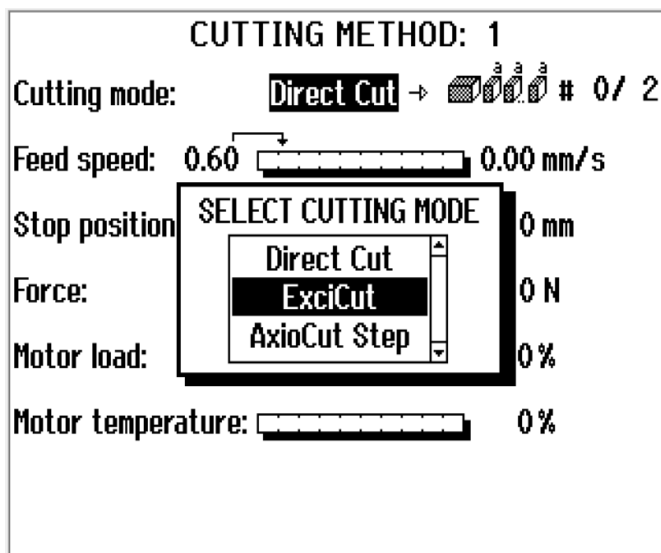 CUTTING METHOD: 1
Cutting mode: Direct Cut → a a a # 0/ 2
Feed speed: 0.60 0.00 mm/s
SELECT CUTTING MODE
Stop position 0 mm
Direct Cut
Force: ExciCut 0 N
AxioCut Step
Motor load: 0 %
Motor temperature: 0 %